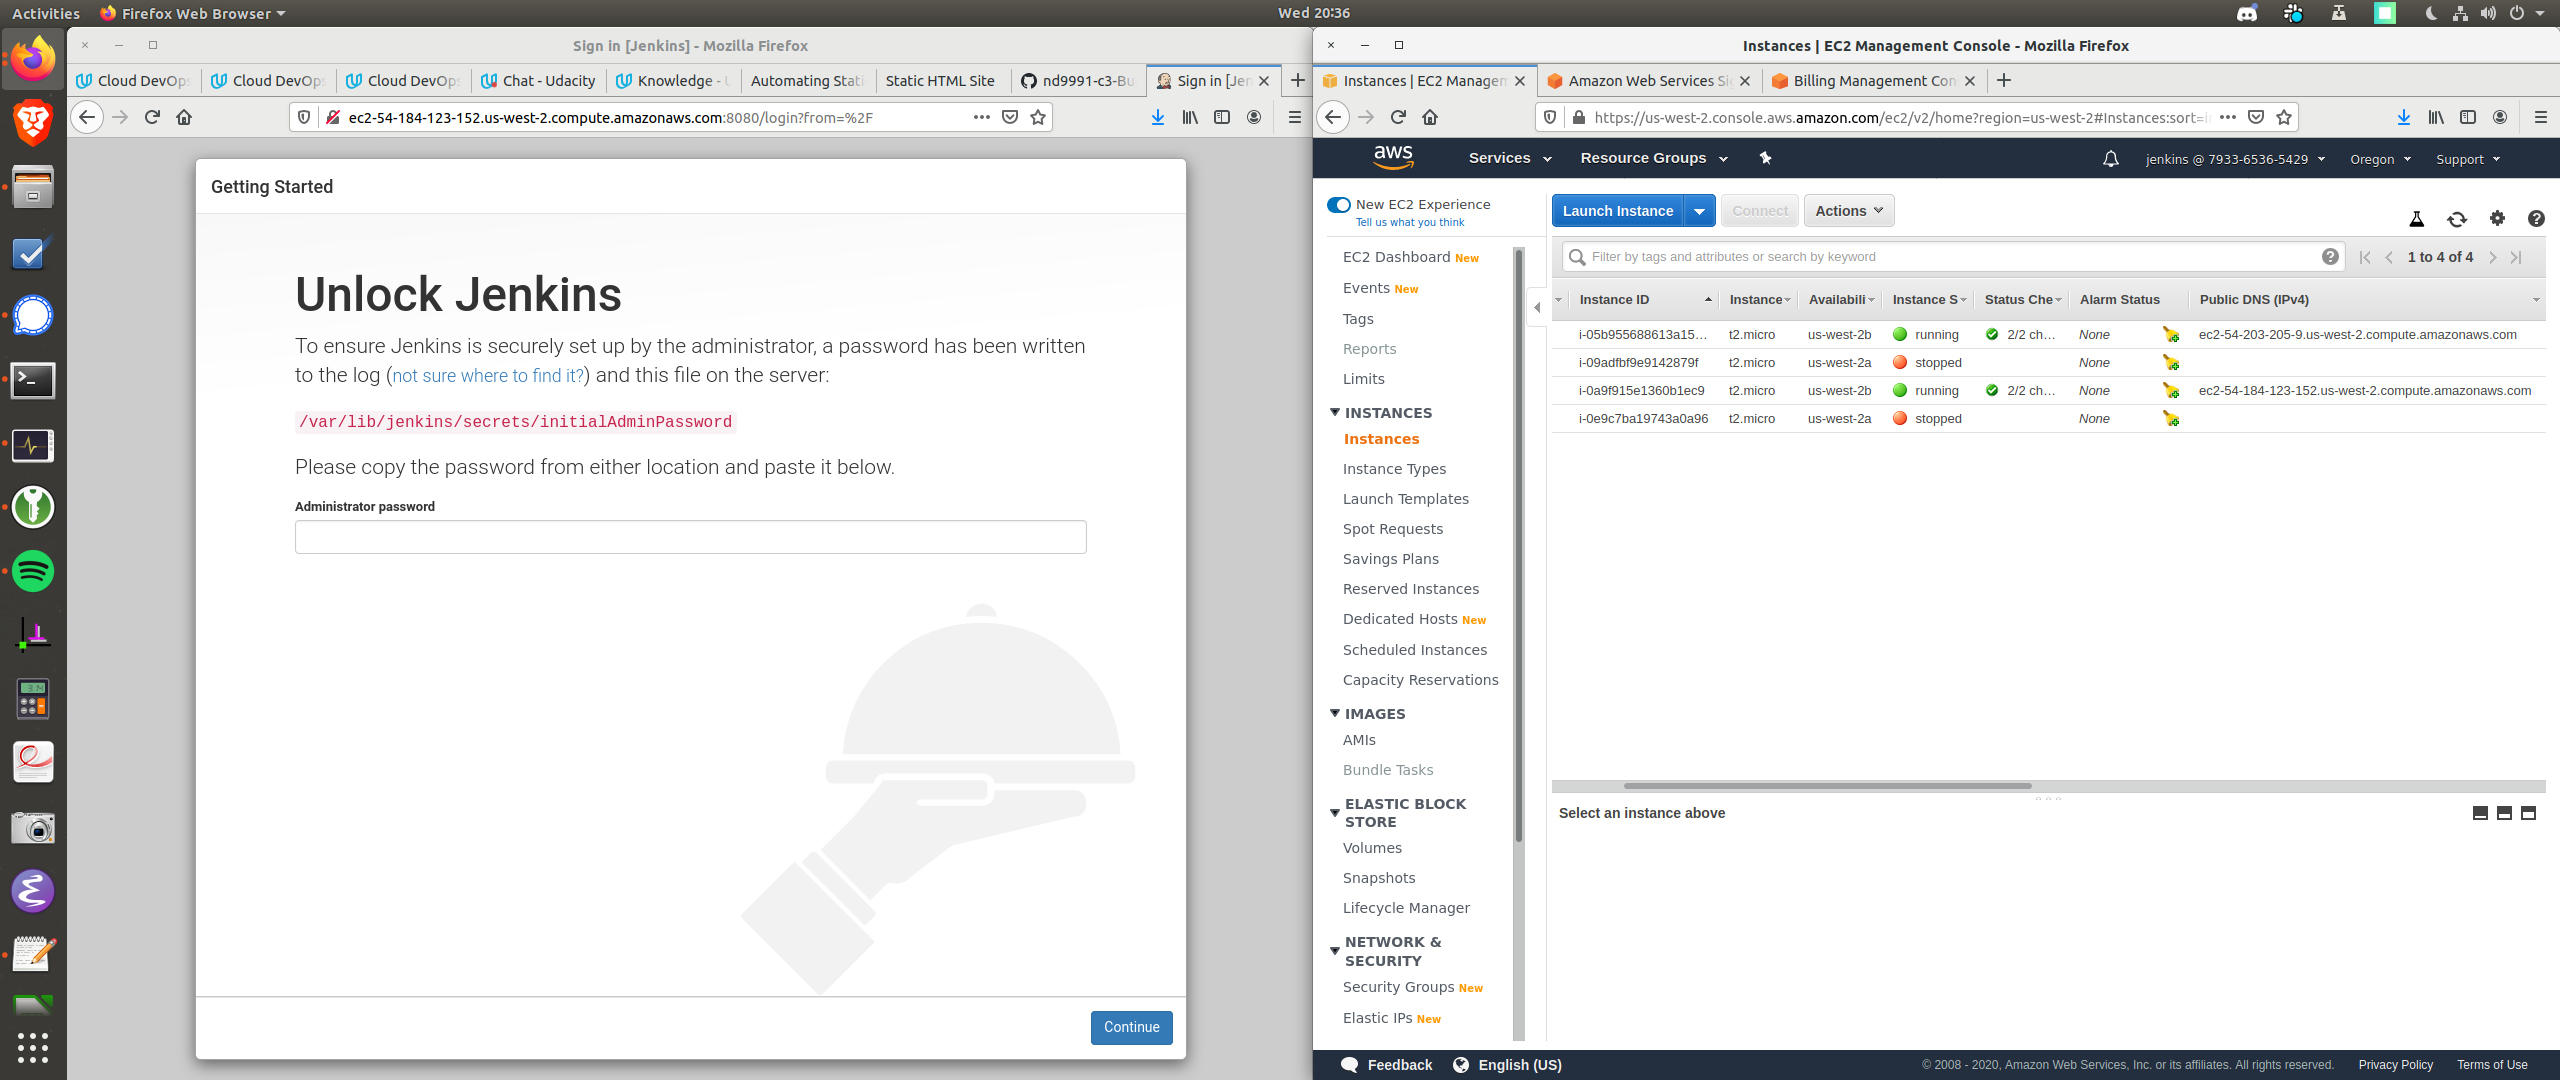 Activities
Firefox Web Browser
Wed 20:36
Sign in [Jenkins] - Mozilla Firefox
Cloud DevOps
Cloud DevOps
Cloud DevOps
Chat - Udacity
Knowledge - U
Automating Stati
Static HTML Site
nd9991-c3-Bu
Sign in [Jen
ec2-54-184-123-152.us-west-2.compute.amazonaws.com:8080/login?from=%2F
Getting Started
Unlock Jenkins
To ensure Jenkins is securely set up by the administrator, a password has been written
to the log (not sure where to find it?) and this file on the server:
/var/lib/jenkins/secrets/initialAdminPassword
Please copy the password from either location and paste it below.
Administrator password
Continue
Instances | EC2 Management Console - Mozilla Firefox
Instances | EC2 Managem
Amazon Web Services Si
Billing Management Con
https://us-west-2.console.aws.amazon.com/ec2/v2/home?region=us-west-2#Instances:sort=i
aws
Services
Resource Groups
jenkins @ 7933-6536-5429
Oregon
Support
New EC2 Experience
Tell us what you think
EC2 Dashboard New
Events New
Tags
Reports
Limits
INSTANCES
Instances
Instance Types
Launch Templates
Spot Requests
Savings Plans
Reserved Instances
Dedicated Hosts New
Scheduled Instances
Capacity Reservations
IMAGES
AMIs
Bundle Tasks
ELASTIC BLOCK
STORE
Volumes
Snapshots
Lifecycle Manager
NETWORK &
SECURITY
Security Groups New
Elastic IPs New
Launch Instance
Connect
Actions
Filter by tags and attributes or search by keyword
1 to 4 of 4
Instance ID Instance Availabili Instance S Status Che Alarm Status Public DNS (IPv4)
i-05b955688613a15… t2.micro us-west-2b running 2/2 ch… None ec2-54-203-205-9.us-west-2.compute.amazonaws.com
i-09adfbf9e9142879f t2.micro us-west-2a stopped None
i-0a9f915e1360b1ec9 t2.micro us-west-2b running 2/2 ch… None ec2-54-184-123-152.us-west-2.compute.amazonaws.com
i-0e9c7ba19743a0a96 t2.micro us-west-2a stopped None
Select an instance above
Feedback
English (US)
© 2008 - 2020, Amazon Web Services, Inc. or its affiliates. All rights reserved.
Privacy Policy
Terms of Use